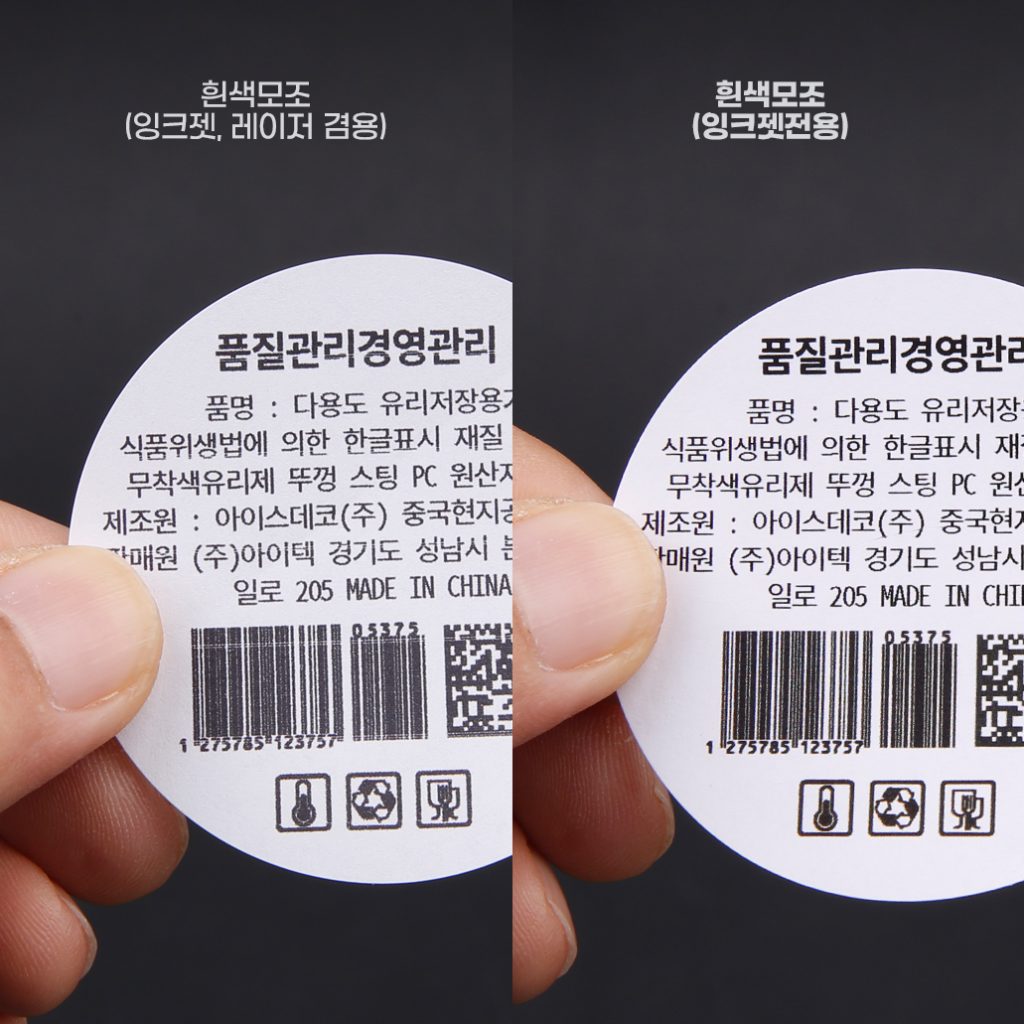 흰색모조
(잉크젯, 레이저 겸용)
품질관리경영관리
품명 : 다용도 유리저장용기
식품위생법에 의한 한글표시 재질
무착색유리제 뚜껑 스팅 PC 원산지
제조원 : 아이스데코(주) 중국현지공
판매원 (주)아이텍 경기도 성남시 분
일로 205 MADE IN CHINA
05375
1 275785 123757
흰색모조
(잉크젯전용)
품질관리경영관리
품명 : 다용도 유리저장
식품위생법에 의한 한글표시 재질
무착색유리제 뚜껑 스팅 PC 원산
제조원 : 아이스데코(주) 중국현지
판매원 (주)아이텍 경기도 성남시
일로 205 MADE IN CHIN
05375
1 275785 123757